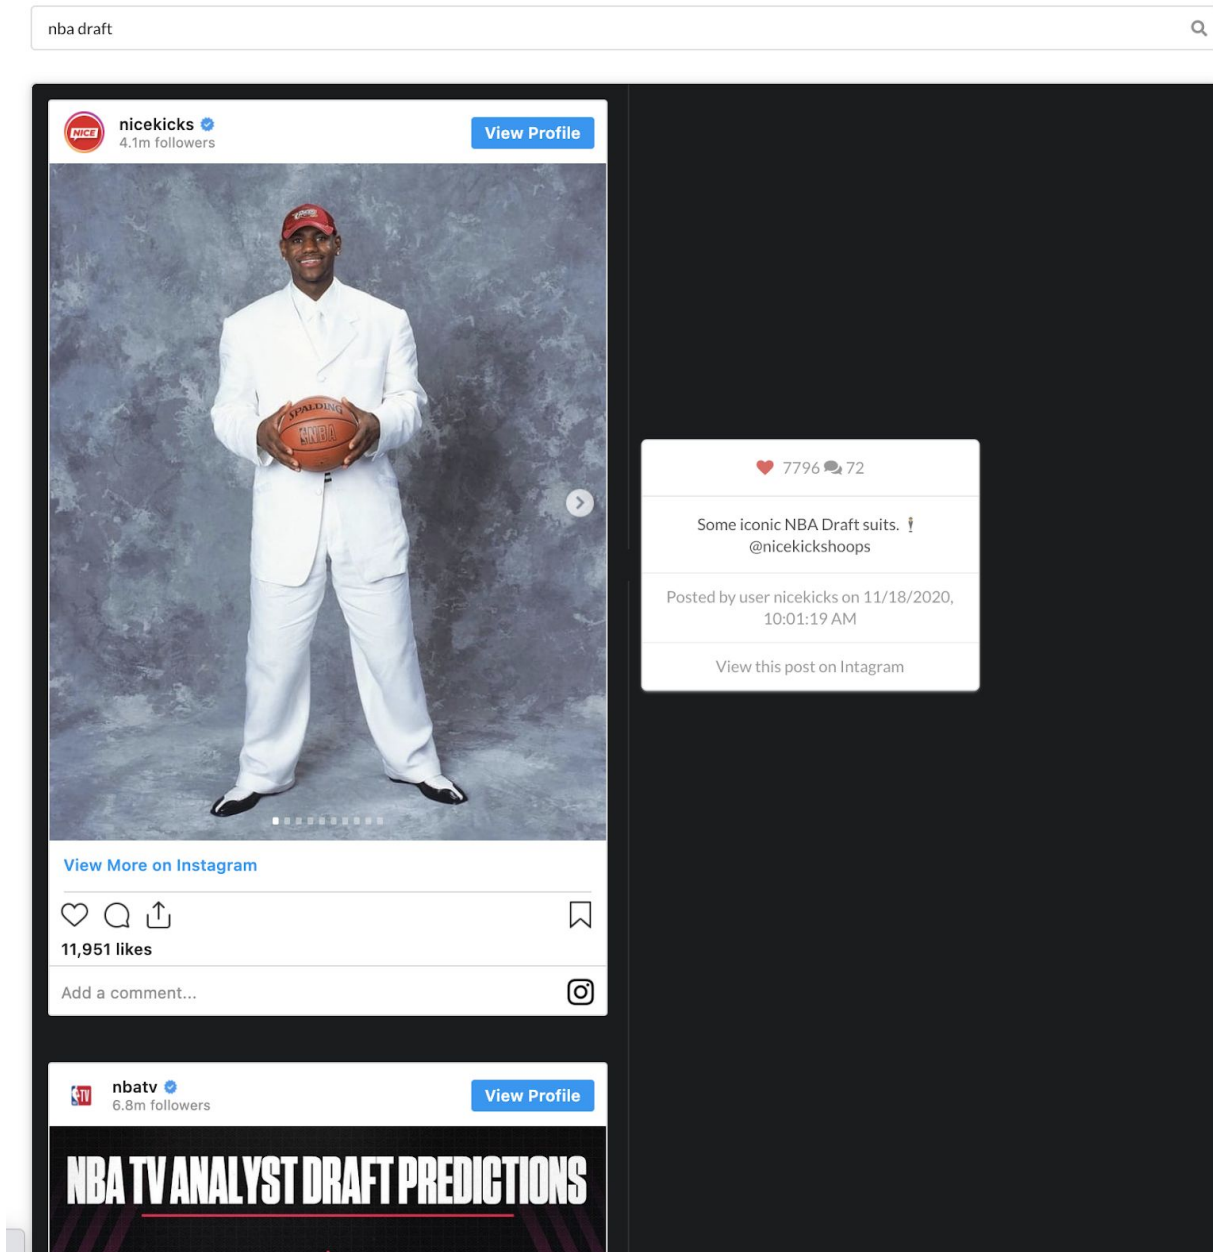 nba draft
NICE
nicekicks
4.1m followers
View Profile
SPALDING
NBA
7796 72
Some iconic NBA Draft suits.
@nicekickshoops
Posted by user nicekicks on 11/18/2020,
10:01:19 AM
View this post on Intagram
View More on Instagram
11,951 likes
Add a comment...
TV
nbatv
6.8m followers
View Profile
NBA TV ANALYST DRAFT PREDICTIONS